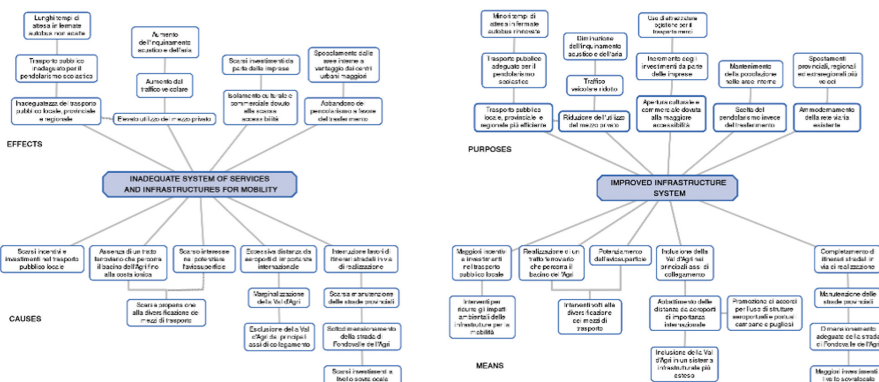 Lunghi tempi di
attesa in fermate
autobus non adatte
Trasporto pubblico
inadeguato per il
pendolarismo scolastico
Inadeguatezza del trasporto
pubblico locale, provinciale
e regionale
Aumento
dell'inquinamento
acustico e dell'aria
Aumento del
traffico veicolare
Elevato utilizzo del mezzo privato
Scarsi investimenti da
parte delle imprese
Isolamento culturale e
commerciale dovuto
alla scarsa
accessibilità
Spopolamento dalle
aree interne a
vantaggio dei centri
urbani maggiori
Abbandono del
pendolarismo a favore
del trasferimento
EFFECTS
INADEQUATE SYSTEM OF SERVICES
AND INFRASTRUCTURES FOR MOBILITY
Scarsi incentivi e
investimenti nel trasporto
pubblico locale
Assenza di un tratto
ferroviario che percorra
il bacino dell'Agri fino
alla costa ionica
Scarso interesse
nel potenziare
l'aviosuperficie
Scarsa propensione
alla diversificazione dei
mezzi di trasporto
Eccessiva distanza da
aeroporti di importanza
internazionale
Marginalizzazione
della Val d'Agri
Esclusione della Val
d'Agri dai principali
assi di collegamento
Interruzione lavori di
itinerari stradali in via
di realizzazione
Scarsa manutenzione
delle strade provinciali
Sottodimensionamento
della strada di
Fondovalle dell'Agri
Scarsi investimenti a
livello sovralocale
CAUSES
Minori tempi di
attesa in fermate
autobus rinnovate
Trasporto pubblico
adeguato per il
pendolarismo
scolastico
Trasporto pubblico
locale, provinciale e
regionale più efficiente
Diminuzione
dell'inquinamento
acustico e dell'aria
Traffico
veicolare ridotto
Riduzione dell'utilizzo
del mezzo privato
Uso di attrezzature
apistone per il
trasporto merci
Incremento degli
investimenti da parte
delle imprese
Apertura culturale e
commerciale dovuta
alla maggiore
accessibilità
Mantenimento
della popolazione
nelle aree interne
Scelta del
pendolarismo invece
del trasferimento
Spostamenti
provinciali, regionali
ed extraregionali più
veloci
Ammodernamento
della rete viaria
esistente
PURPOSES
IMPROVED INFRASTRUCTURE
SYSTEM
Maggiori incentivi
e investimenti
nel trasporto
pubblico locale
Interventi per
ridurre gli impatti
ambientali delle
infrastrutture per la
mobilità
Realizzazione di un
tratto ferroviario
che percorra il
bacino Val d'Agri
Potenziamento
dell'aviosuperficie
Interventi volti alla
diversificazione
dei mezzi di
trasporto
Inclusione della
Val d'Agri nei
principali assi di
collegamento
Abbattimento delle
distanze da aeroporti
di importanza
internazionale
Promozione di accordi
per l'uso di strutture
aeroportuali e portuali
campane e pugliesi
Inclusione della Val
d'Agri in un sistema
infrastrutturale più
esteso
Completamento di
itinerari stradali in
via di realizzazione
Manutenzione delle
strade provinciali
Dimensionamento
adeguato della strada
di Fondovalle dell'Agri
Maggiori investimenti
livello sovralocale
MEANS